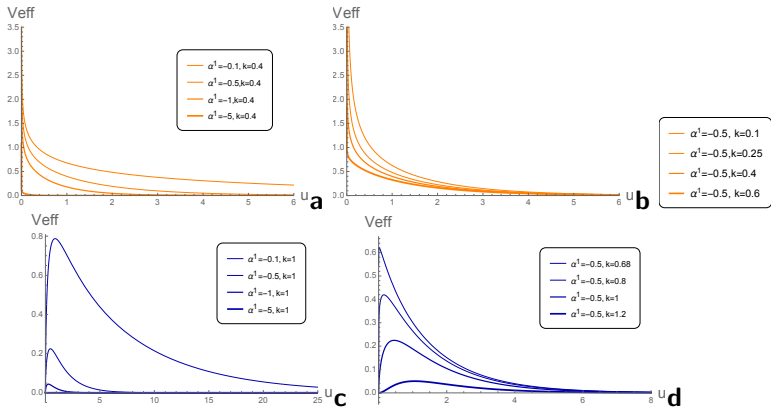 Veff
3.5
3.0
2.5
2.0
1.5
1.0
0.5
0.0
0 1 2 3 4 5 6
u
α¹=-0.1, k=0.4
α¹=-0.5,k=0.4
α¹=-1,k=0.4
α¹=-5, k=0.4
a
Veff
3.5
3.0
2.5
2.0
1.5
1.0
0.5
0.0
0 1 2 3 4 5 6
u
α¹=-0.5, k=0.1
α¹=-0.5,k=0.25
α¹=-0.5,k=0.4
α¹=-0.5, k=0.6
b
Veff
0.8
0.6
0.4
0.2
0.0
0 5 10 15 20 25
u
α¹=-0.1, k=1
α¹=-0.5, k=1
α¹=-1, k=1
α¹=-5, k=1
c
Veff
0.6
0.5
0.4
0.3
0.2
0.1
0.0
0 2 4 6 8
u
α¹=-0.5, k=0.68
α¹=-0.5, k=0.8
α¹=-0.5, k=1
α¹=-0.5, k=1.2
d